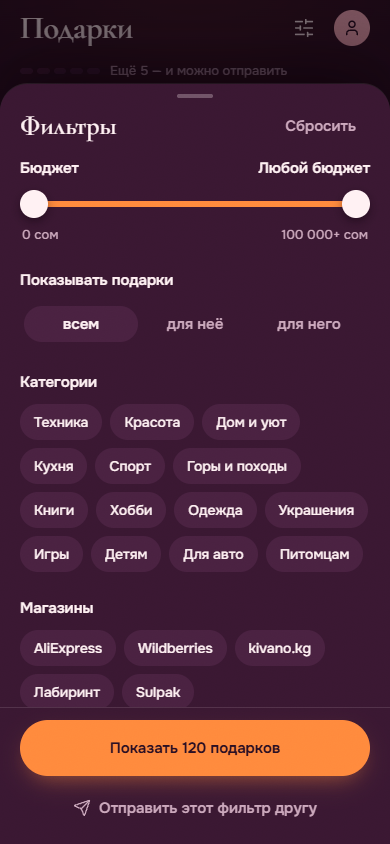 Подарки
Ещё 5 — и можно отправить
Фильтры
Сбросить
Бюджет
Любой бюджет
0 сом
100 000+ сом
Показывать подарки
всем
для неё
для него
Категории
Техника
Красота
Дом и уют
Кухня
Спорт
Горы и походы
Книги
Хобби
Одежда
Украшения
Игры
Детям
Для авто
Питомцам
Магазины
AliExpress
Wildberries
kivano.kg
Лабиринт
Sulpak
Показать 120 подарков
Отправить этот фильтр другу